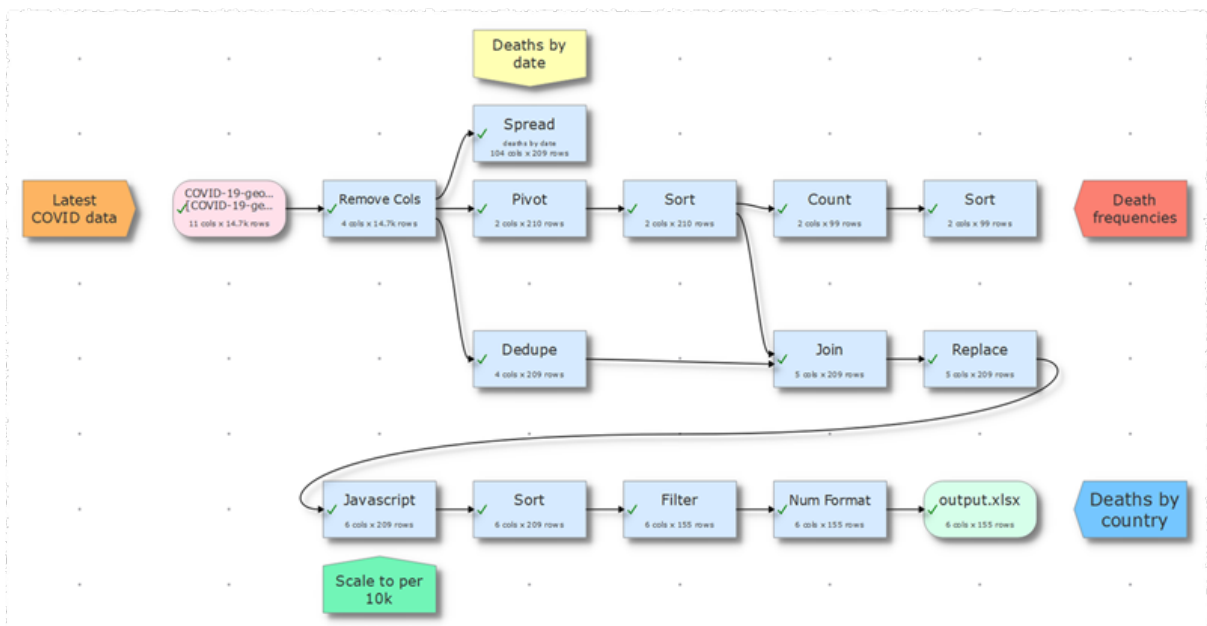 Deaths by
date
Spread
deaths by date
104 cols x 209 rows
Latest
COVID data
COVID-19-geo...
{COVID-19-ge...
11 cols x 14.7k rows
Remove Cols
4 cols x 14.7k rows
Pivot
2 cols x 210 rows
Sort
2 cols x 210 rows
Count
2 cols x 99 rows
Sort
2 cols x 99 rows
Death
frequencies
Dedupe
4 cols x 209 rows
Join
5 cols x 209 rows
Replace
5 cols x 209 rows
Javascript
6 cols x 209 rows
Sort
6 cols x 209 rows
Filter
6 cols x 155 rows
Num Format
6 cols x 155 rows
output.xlsx
6 cols x 155 rows
Deaths by
country
Scale to per
10k